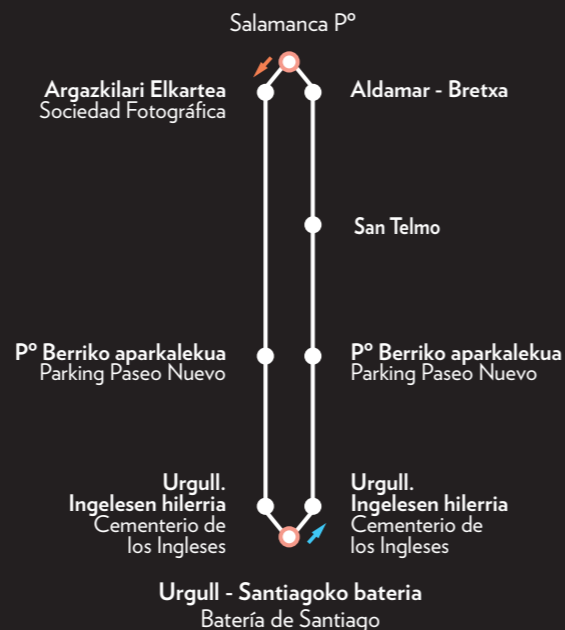 Salamanca Pº
Argazkilari Elkartea
Sociedad Fotográfica
Aldamar - Bretxa
San Telmo
Pº Berriko aparkalekua
Parking Paseo Nuevo
Pº Berriko aparkalekua
Parking Paseo Nuevo
Urgull.
Ingelesen hilerria
Cementerio de
los Ingleses
Urgull.
Ingelesen hilerria
Cementerio de
los Ingleses
Urgull - Santiagoko bateria
Batería de Santiago